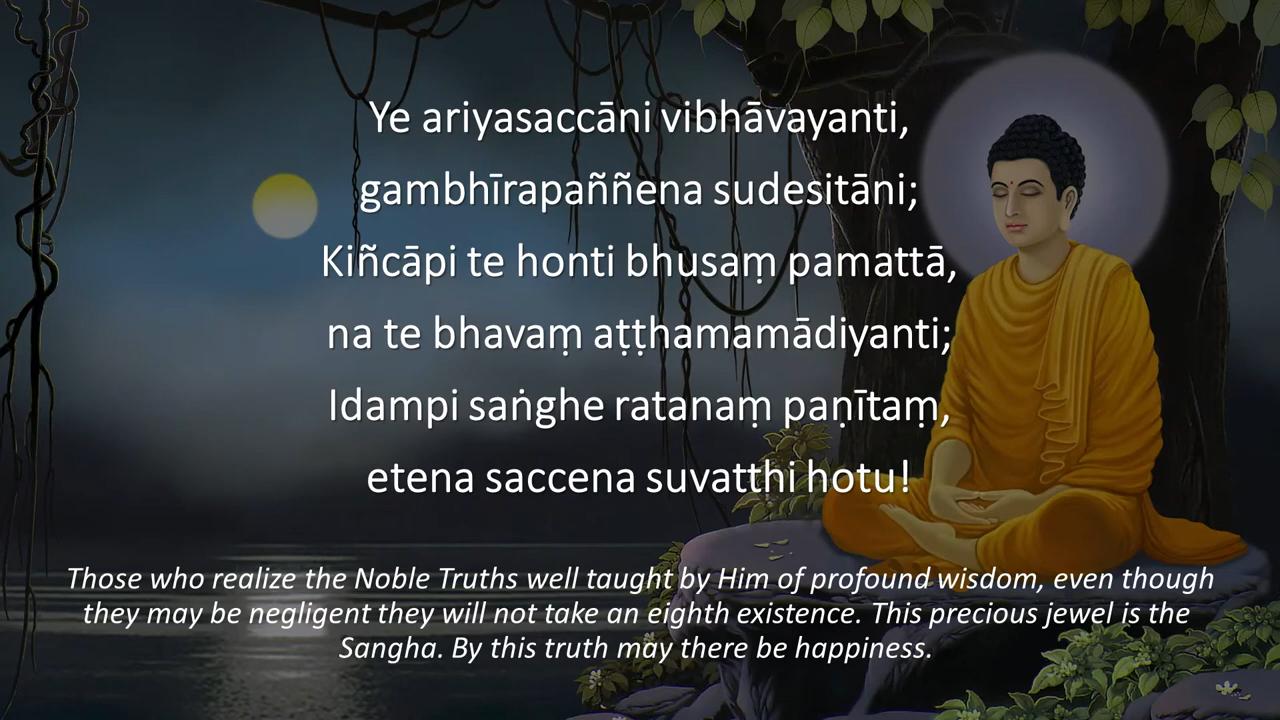 Ye ariyasaccāni vibhāvayanti,
gambhīrapaññena sudesitāni;
Kiñcāpi te honti bhusaṃ pamattā,
na te bhavaṃ aṭṭhamamādiyanti;
Idampi saṅghe ratanaṃ paṇītaṃ,
etena saccena suvatthi hotu!
Those who realize the Noble Truths well taught by Him of profound wisdom, even though
they may be negligent they will not take an eighth existence. This precious jewel is the
Sangha. By this truth may there be happiness.